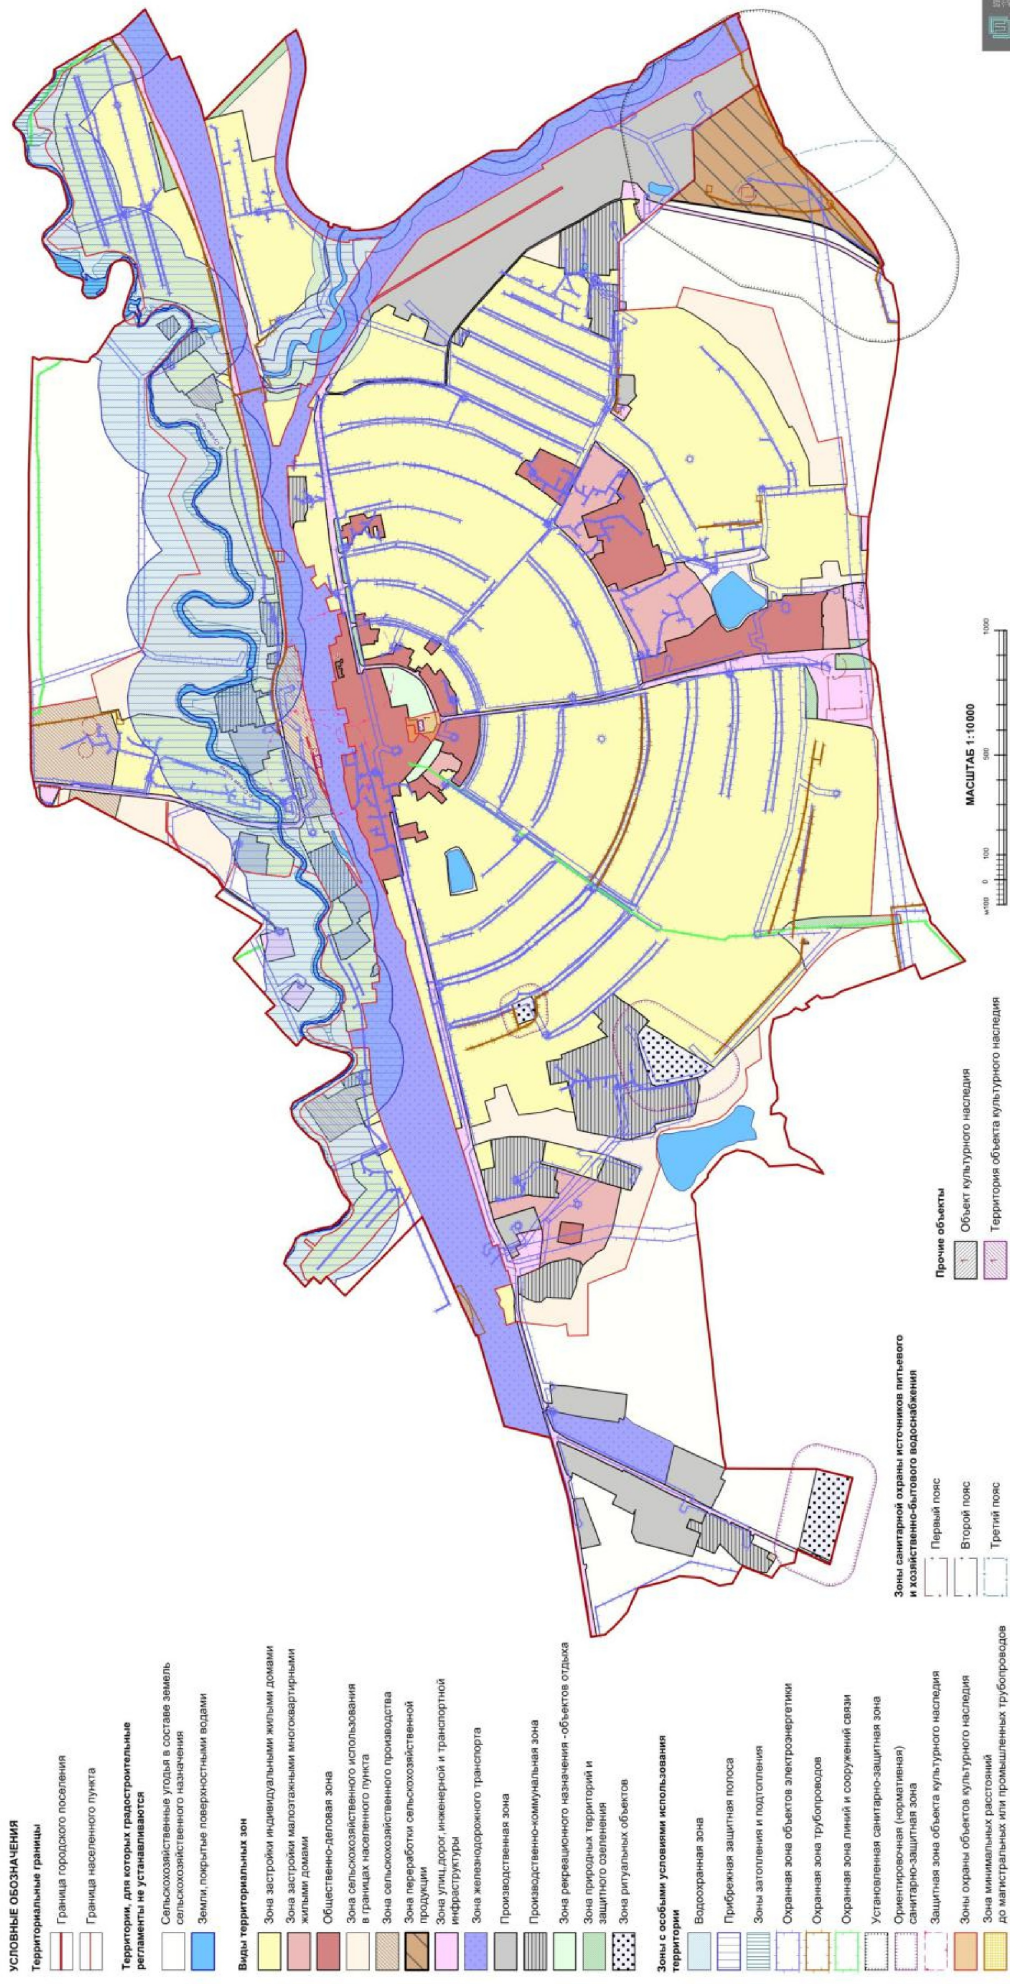 УСЛОВНЫЕ ОБОЗНАЧЕНИЯ
Территориальные границы
Граница городского поселения
Граница населенного пункта
Территории, для которых градостроительные
регламенты не устанавливаются
Сельскохозяйственные угодья в составе земель
сельскохозяйственного назначения
Земли, покрытые поверхностными водами
Виды территориальных зон
Зона застройки индивидуальными жилыми домами
Зона застройки малоэтажными многоквартирными
жилыми домами
Общественно-деловая зона
Зона сельскохозяйственного использования
в границах населенного пункта
Зона сельскохозяйственного производства
Зона переработки сельскохозяйственной
продукции
Зона улиц, дорог, инженерной и транспортной
инфраструктуры
Зона железнодорожного транспорта
Производственная зона
Производственно-коммунальная зона
Зона рекреационного назначения -объектов отдыха
Зона природных территорий и
защитного озеленения
Зона ритуальных объектов
Зоны с особыми условиями использования
территории
Водоохранная зона
Прибрежная защитная полоса
Зоны затопления и подтопления
Охранная зона объектов электроэнергетики
Охранная зона трубопроводов
Охранная зона линий и сооружений связи
Установленная санитарно-защитная зона
Ориентировочная (нормативная)
санитарно-защитная зона
Защитная зона объекта культурного наследия
Зоны охраны объектов культурного наследия
Зона минимальных расстояний
до магистральных или промышленных трубопроводов
Зоны санитарной охраны источников питьевого
и хозяйственно-бытового водоснабжения
Первый пояс
Второй пояс
Третий пояс
Прочие объекты
1
Объект культурного наследия
1
Территория объекта культурного наследия
МАСШТАБ 1:10000
м100 0 100 500 1000